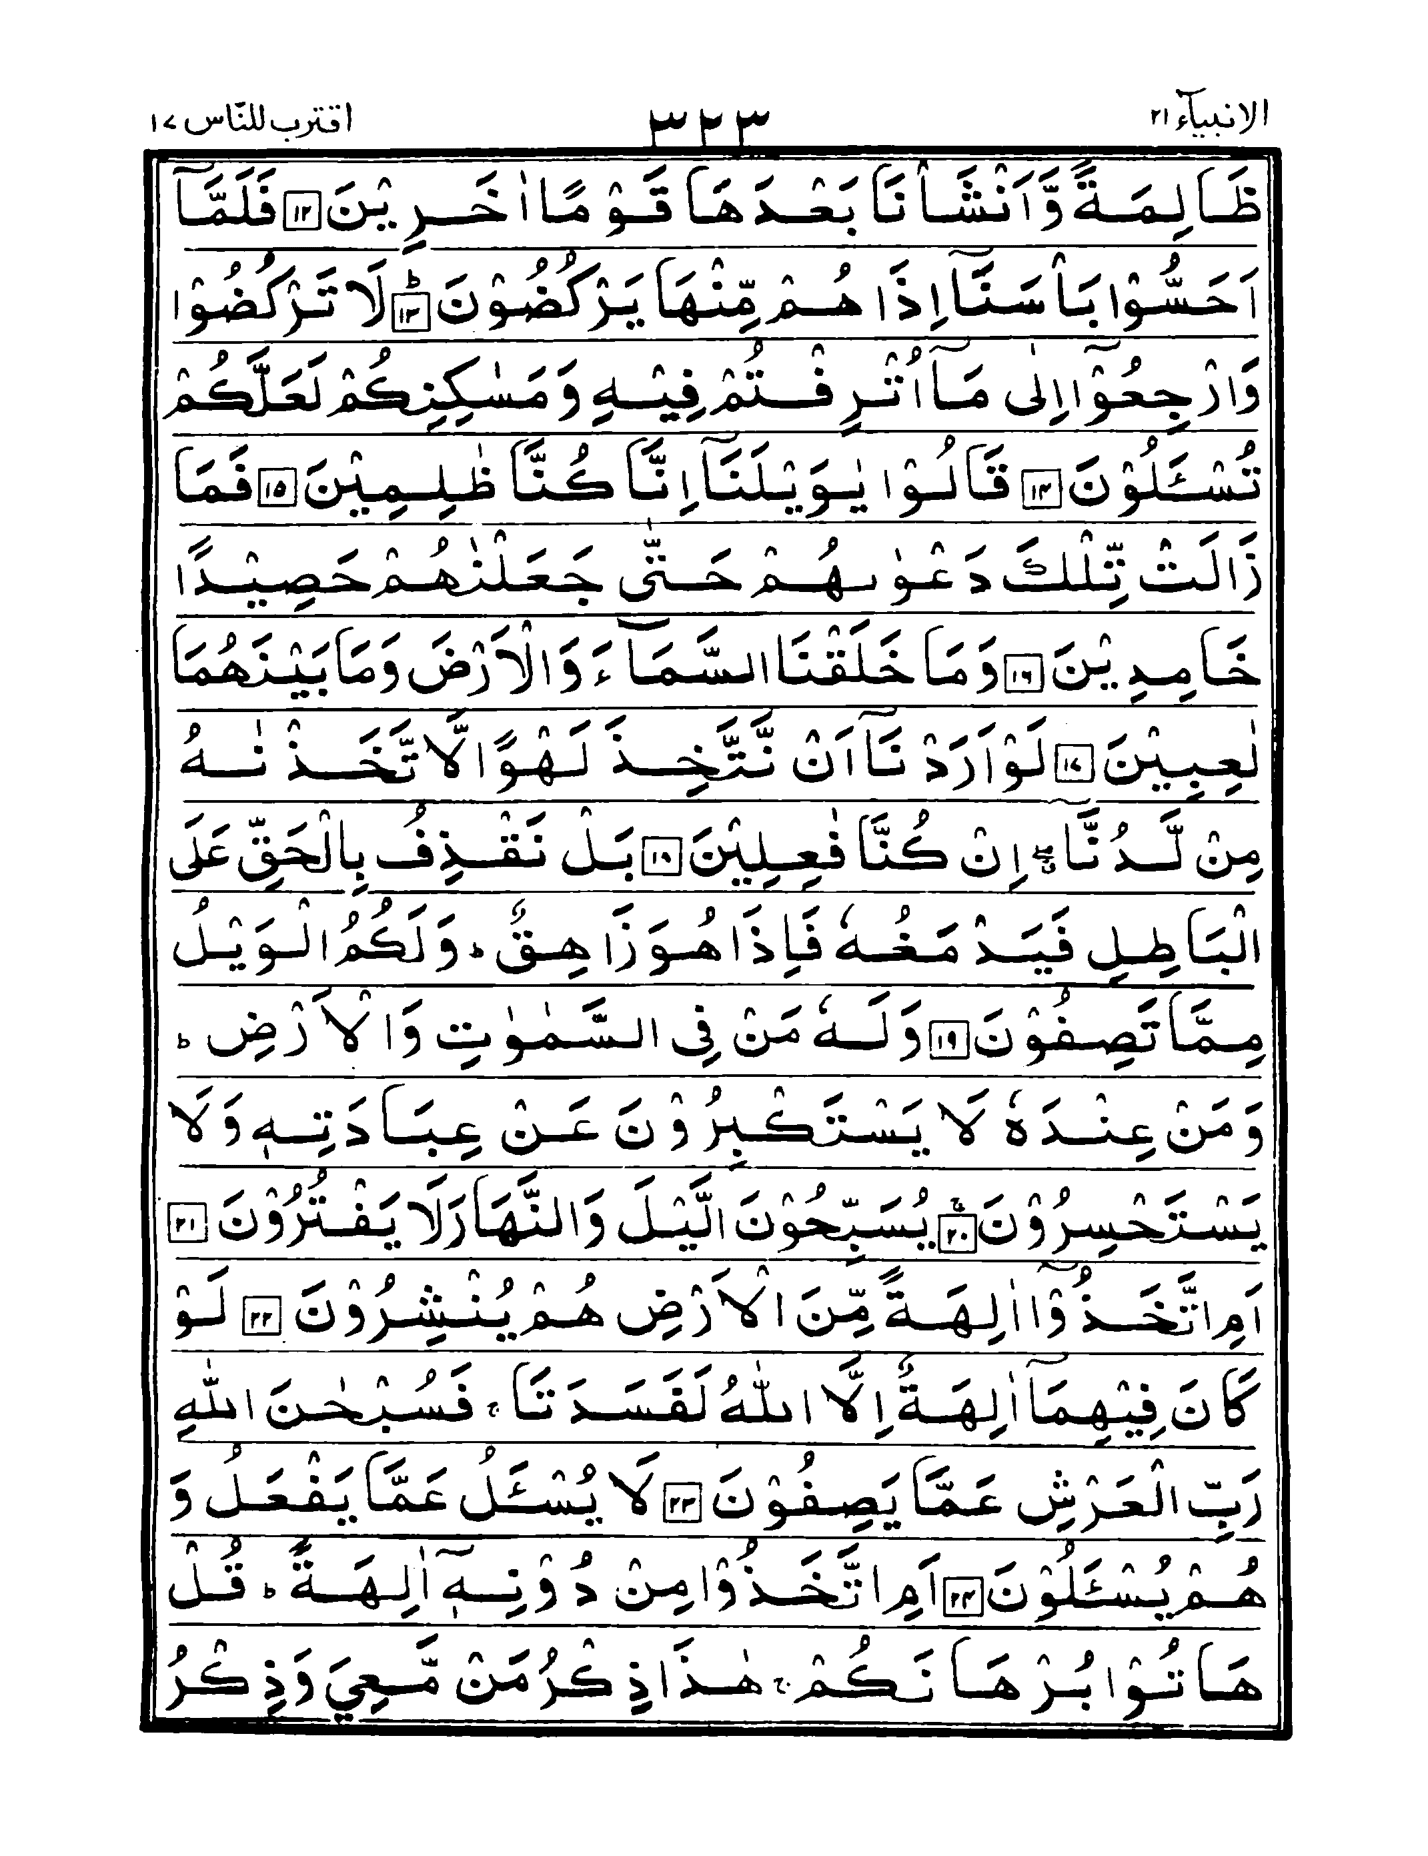 الانبیآء ٢١
٣٢٣
اقترب للنّاس ١٧
ظَالِمَةً وَّاَنْشَاْنَا بَعْدَهَا قَوْمًا اٰخَرِیْنَ ١٢ فَلَمَّاۤ
اَحَسُّوْا بَاْسَنَاۤ اِذَا هُمْ مِّنْهَا یَرْكُضُوْنَ ؕ ١٣ لَا تَرْكُضُوْا
وَارْجِعُوْۤا اِلٰی مَاۤ اُتْرِفْتُمْ فِیْهِ وَمَسٰكِنِكُمْ لَعَلَّكُمْ
تُسْـَٔلُوْنَ ١٤ قَالُوْا یٰوَیْلَنَاۤ اِنَّا كُنَّا ظٰلِمِیْنَ ١٥ فَمَا
زَالَتْ تِّلْكَ دَعْوٰىهُمْ حَتّٰی جَعَلْنٰهُمْ حَصِیْدًا
خَامِدِیْنَ ١٦ وَمَا خَلَقْنَا السَّمَآءَ وَالْاَرْضَ وَمَا بَیْنَهُمَا
لٰعِبِیْنَ ١٧ لَوْ اَرَدْنَاۤ اَنْ نَّتَّخِذَ لَهْوًا لَّا تَّخَذْنٰهُ
مِنْ لَّدُنَّاۤ ۖۗ اِنْ كُنَّا فٰعِلِیْنَ ١٨ بَلْ نَقْذِفُ بِالْحَقِّ عَلَی
الْبَاطِلِ فَیَدْمَغُهٗ فَاِذَا هُوَ زَاهِقٌ ؕ وَلَكُمُ الْوَیْلُ
مِمَّا تَصِفُوْنَ ١٩ وَلَهٗ مَنْ فِی السَّمٰوٰتِ وَالْاَرْضِ ؕ
وَمَنْ عِنْدَهٗ لَا یَسْتَكْبِرُوْنَ عَنْ عِبَادَتِهٖ وَلَا
یَسْتَحْسِرُوْنَ ۚ ٢٠ یُسَبِّحُوْنَ الَّیْلَ وَالنَّهَارَ لَا یَفْتُرُوْنَ ٢١
اَمِ اتَّخَذُوْۤا اٰلِهَةً مِّنَ الْاَرْضِ هُمْ یُنْشِرُوْنَ ٢٢ لَوْ
كَانَ فِیْهِمَاۤ اٰلِهَةٌ اِلَّا اللّٰهُ لَفَسَدَتَا ۚ فَسُبْحٰنَ اللّٰهِ
رَبِّ الْعَرْشِ عَمَّا یَصِفُوْنَ ٢٣ لَا یُسْـَٔلُ عَمَّا یَفْعَلُ وَ
هُمْ یُسْـَٔلُوْنَ ٢٤ اَمِ اتَّخَذُوْا مِنْ دُوْنِهٖۤ اٰلِهَةً ؕ قُلْ
هَاتُوْا بُرْهَانَكُمْ ۚ هٰذَا ذِكْرُ مَنْ مَّعِیَ وَذِكْرُ